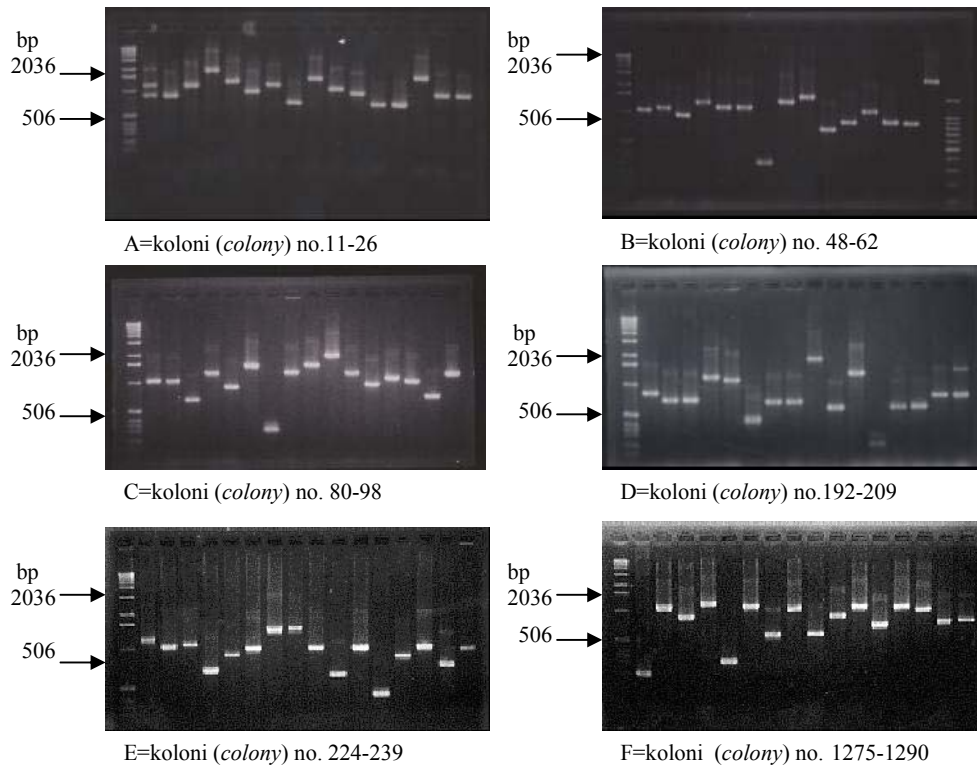 bp
2036
506
A=koloni (colony) no.11-26
bp
2036
506
B=koloni (colony) no. 48-62
bp
2036
506
C=koloni (colony) no. 80-98
bp
2036
506
D=koloni (colony) no.192-209
bp
2036
506
E=koloni (colony) no. 224-239
bp
2036
506
F=koloni (colony) no. 1275-1290